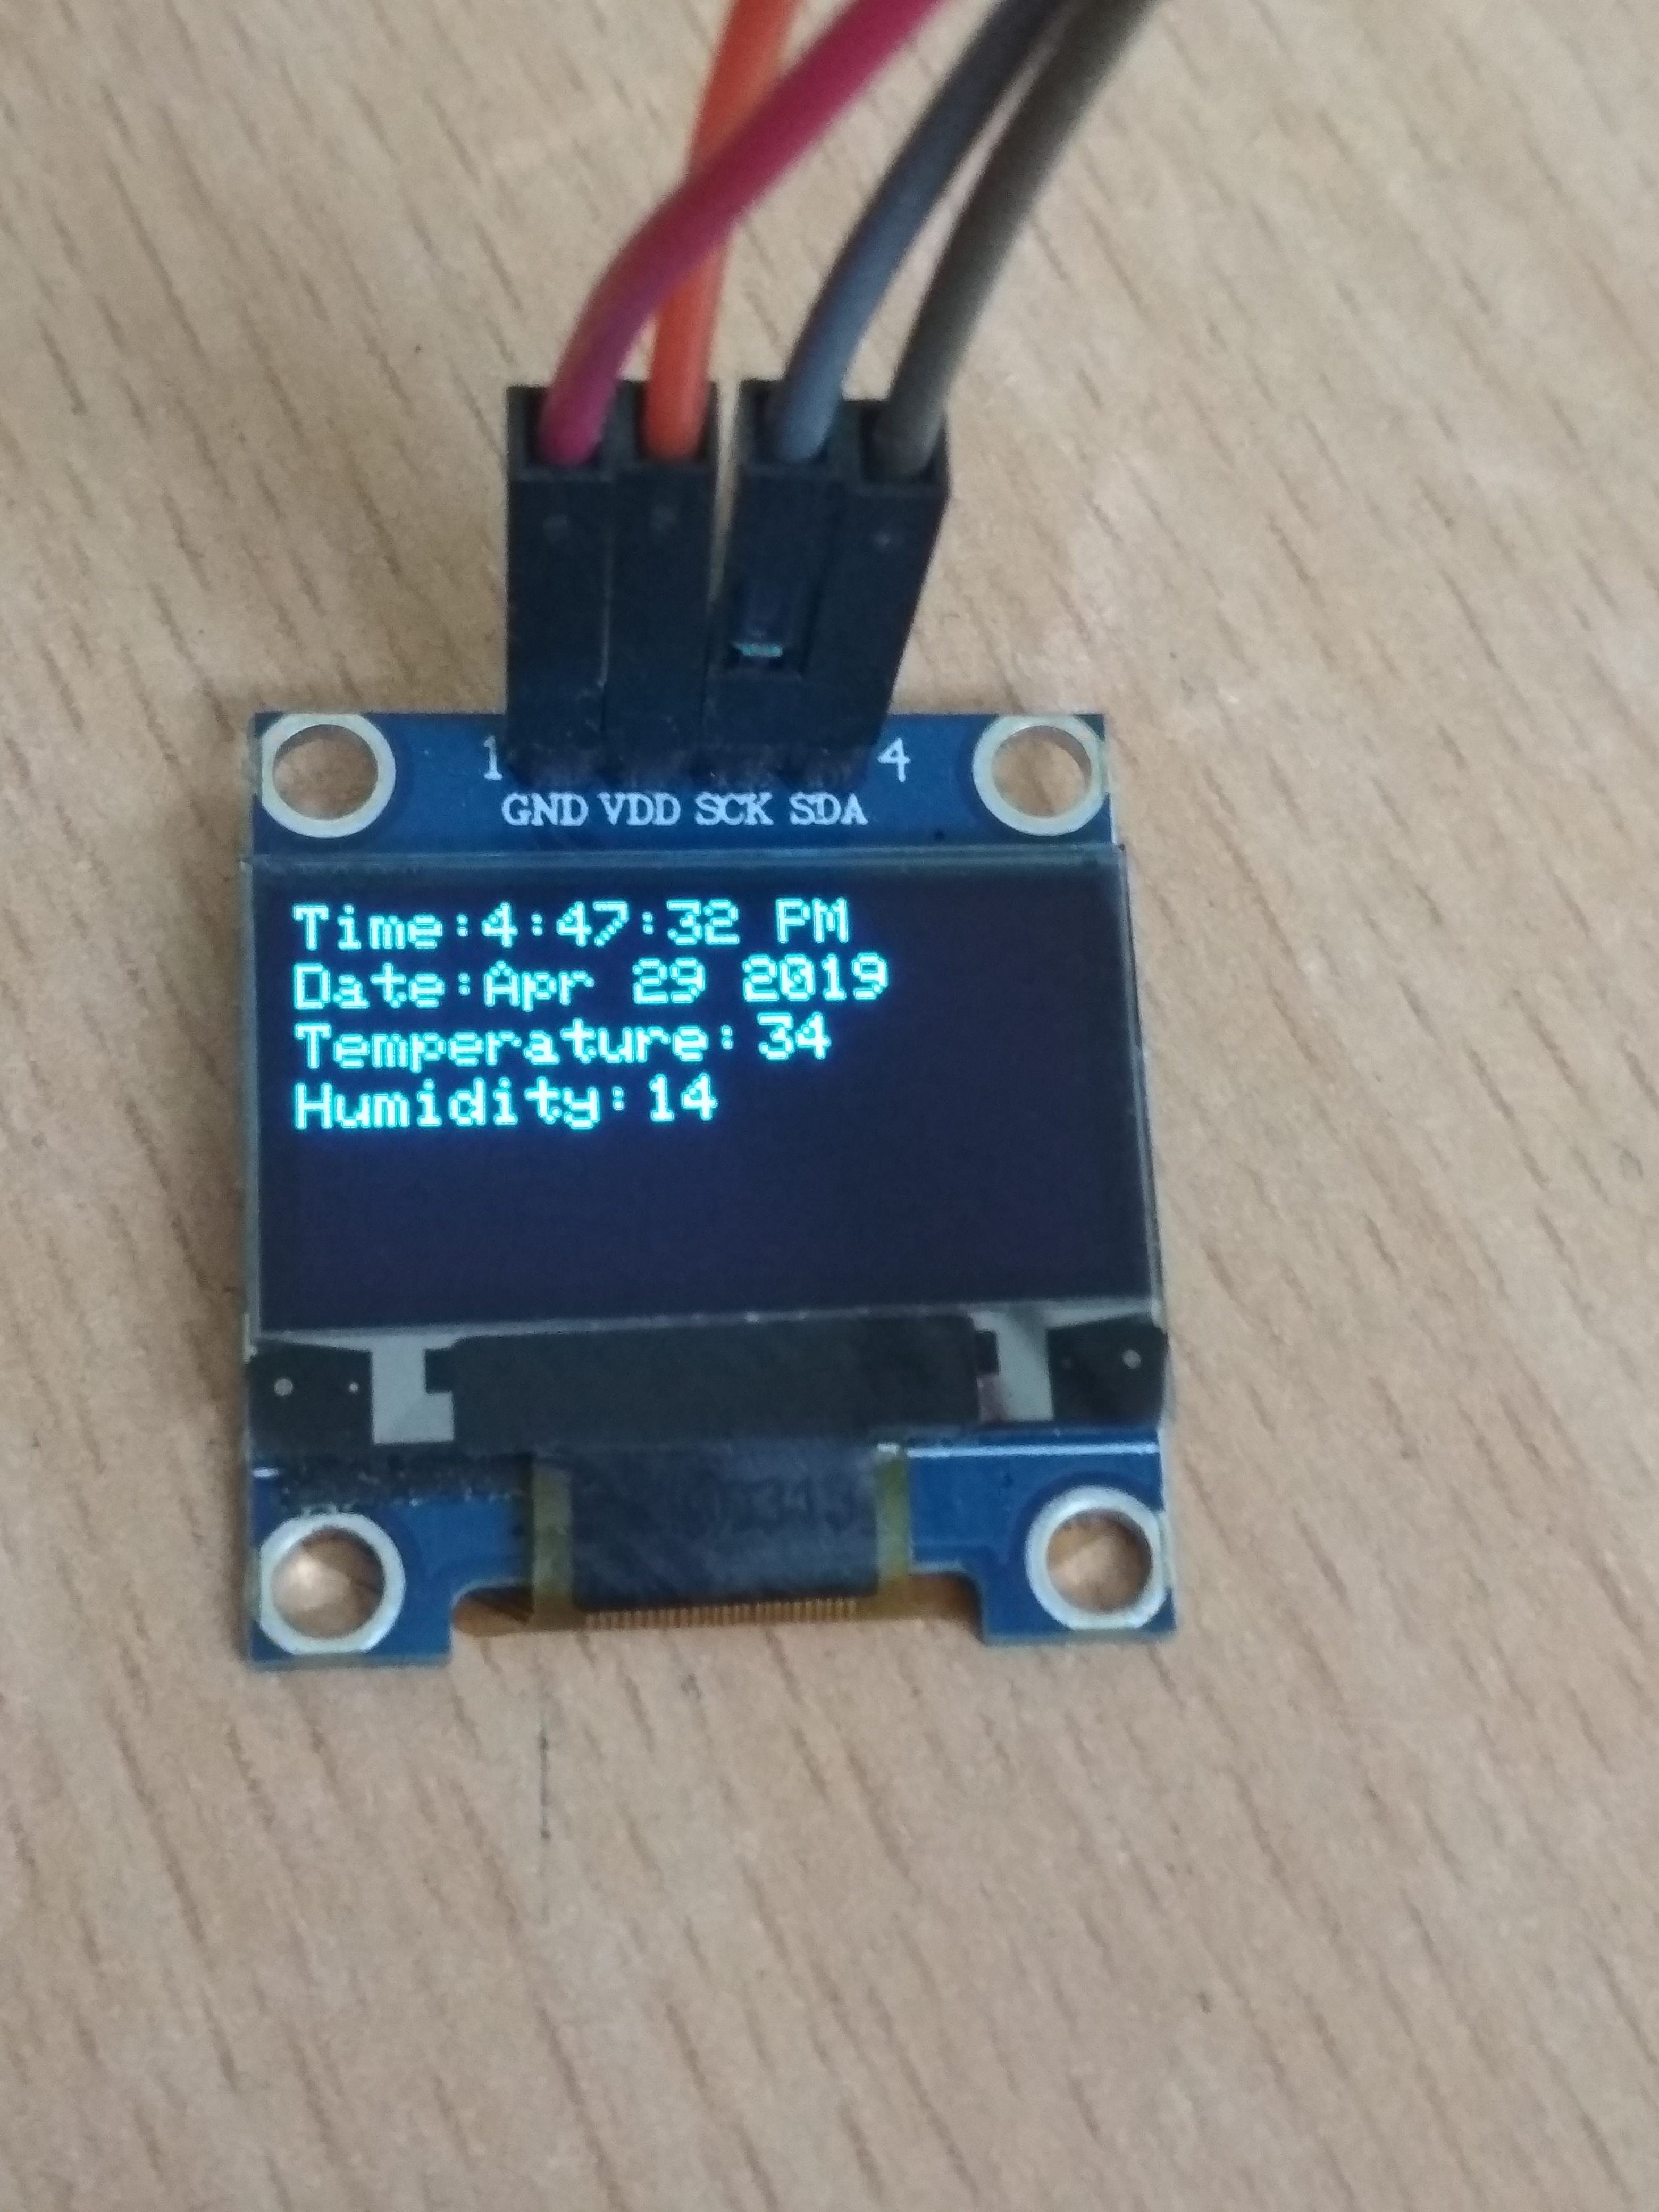 1 4
GND VDD SCK SDA
Time:4:47:32 PM
Date:Apr 29 2019
Temperature: 34
Humidity:14